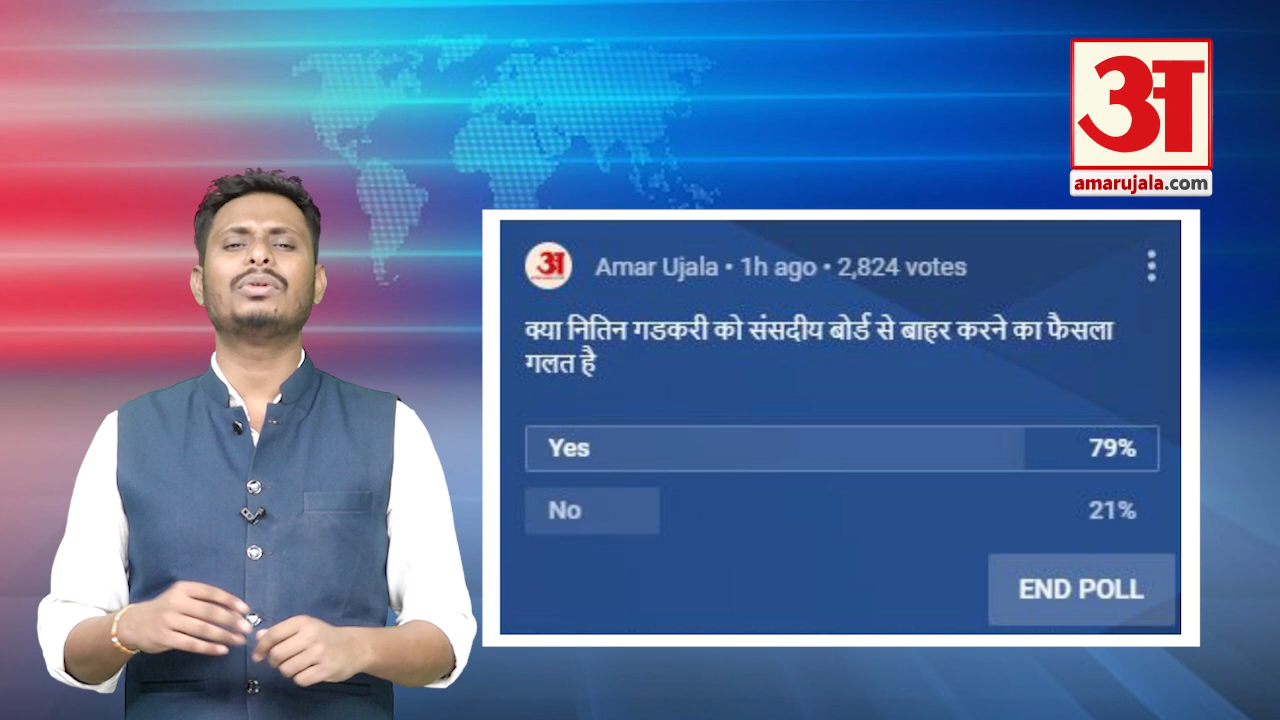 अ
amarujala.com
अ
Amar Ujala • 1h ago • 2,824 votes
क्या नितिन गडकरी को संसदीय बोर्ड से बाहर करने का फैसला
गलत है
Yes 79%
No 21%
END POLL